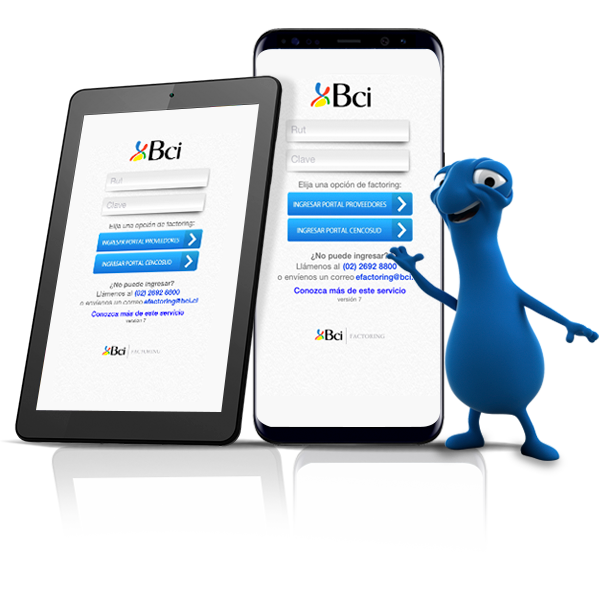 Bci
Rut
Clave
Elija una opción de factoring:
INGRESAR PORTAL PROVEEDORES
INGRESAR PORTAL CENCOSUD
¿No puede ingresar?
Llámenos al (02) 2692 8800
o envíenos un correo efactoring@bci.cl
Conozca más de este servicio
versión 7
Bci FACTORING
Bci
Rut
Clave
Elija una opción de factoring:
INGRESAR PORTAL PROVEEDORES
INGRESAR PORTAL CENCOSUD
¿No puede ingresar?
Llámenos al (02) 2692 8800
o envíenos un correo efactoring@bci.
Conozca más de este servicio
versión 7
Bci FACTORING